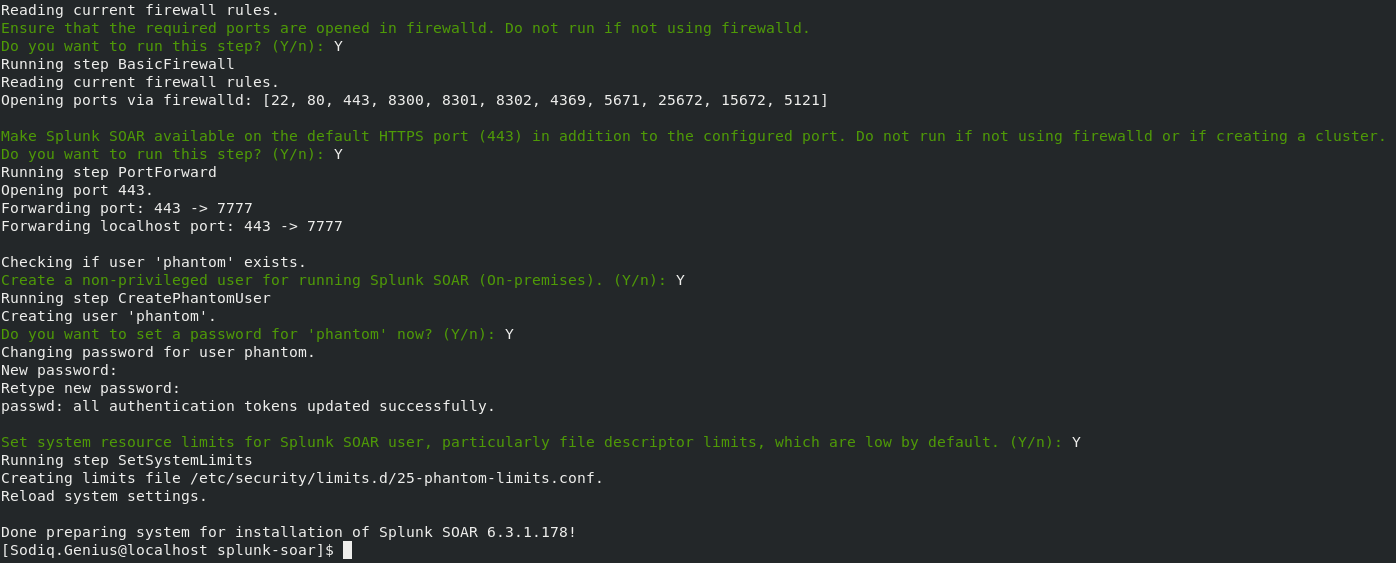 Reading current firewall rules.
Ensure that the required ports are opened in firewalld. Do not run if not using firewalld.
Do you want to run this step? (Y/n): Y
Running step BasicFirewall
Reading current firewall rules.
Opening ports via firewalld: [22, 80, 443, 8300, 8301, 8302, 4369, 5671, 25672, 15672, 5121]
Make Splunk SOAR available on the default HTTPS port (443) in addition to the configured port. Do not run if not using firewalld or if creating a cluster.
Do you want to run this step? (Y/n): Y
Running step PortForward
Opening port 443.
Forwarding port: 443 -> 7777
Forwarding localhost port: 443 -> 7777
Checking if user 'phantom' exists.
Create a non-privileged user for running Splunk SOAR (On-premises). (Y/n): Y
Running step CreatePhantomUser
Creating user 'phantom'.
Do you want to set a password for 'phantom' now? (Y/n): Y
Changing password for user phantom.
New password:
Retype new password:
passwd: all authentication tokens updated successfully.
Set system resource limits for Splunk SOAR user, particularly file descriptor limits, which are low by default. (Y/n): Y
Running step SetSystemLimits
Creating limits file /etc/security/limits.d/25-phantom-limits.conf.
Reload system settings.
Done preparing system for installation of Splunk SOAR 6.3.1.178!
[Sodiq.Genius@localhost splunk-soar]$